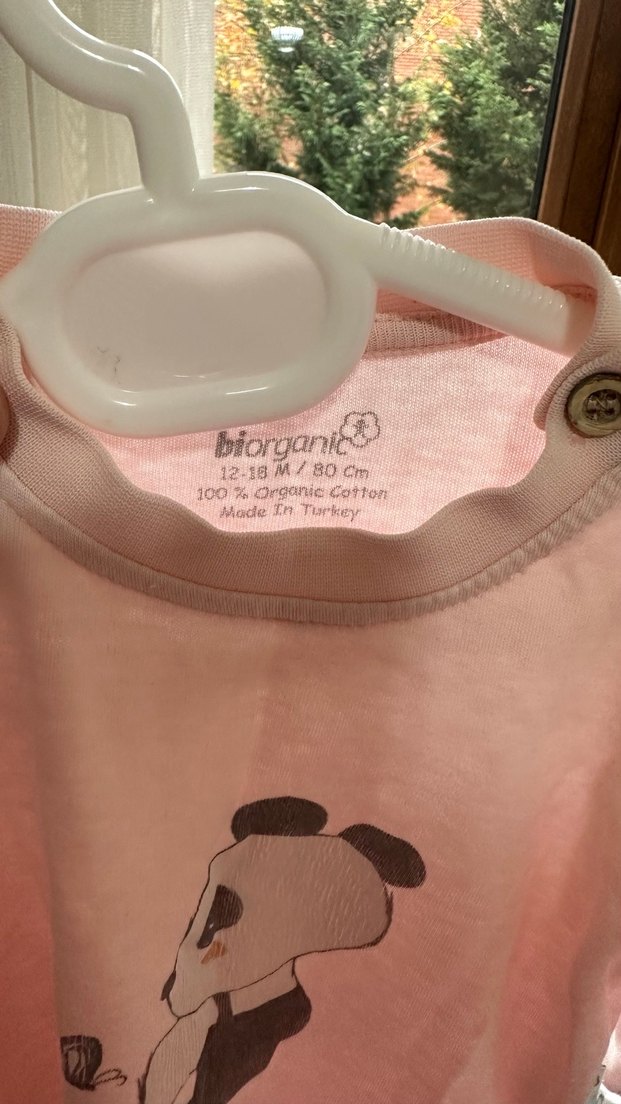 biorganic
12-18 M / 80 Cm
100 % Organic Cotton
Made In Turkey